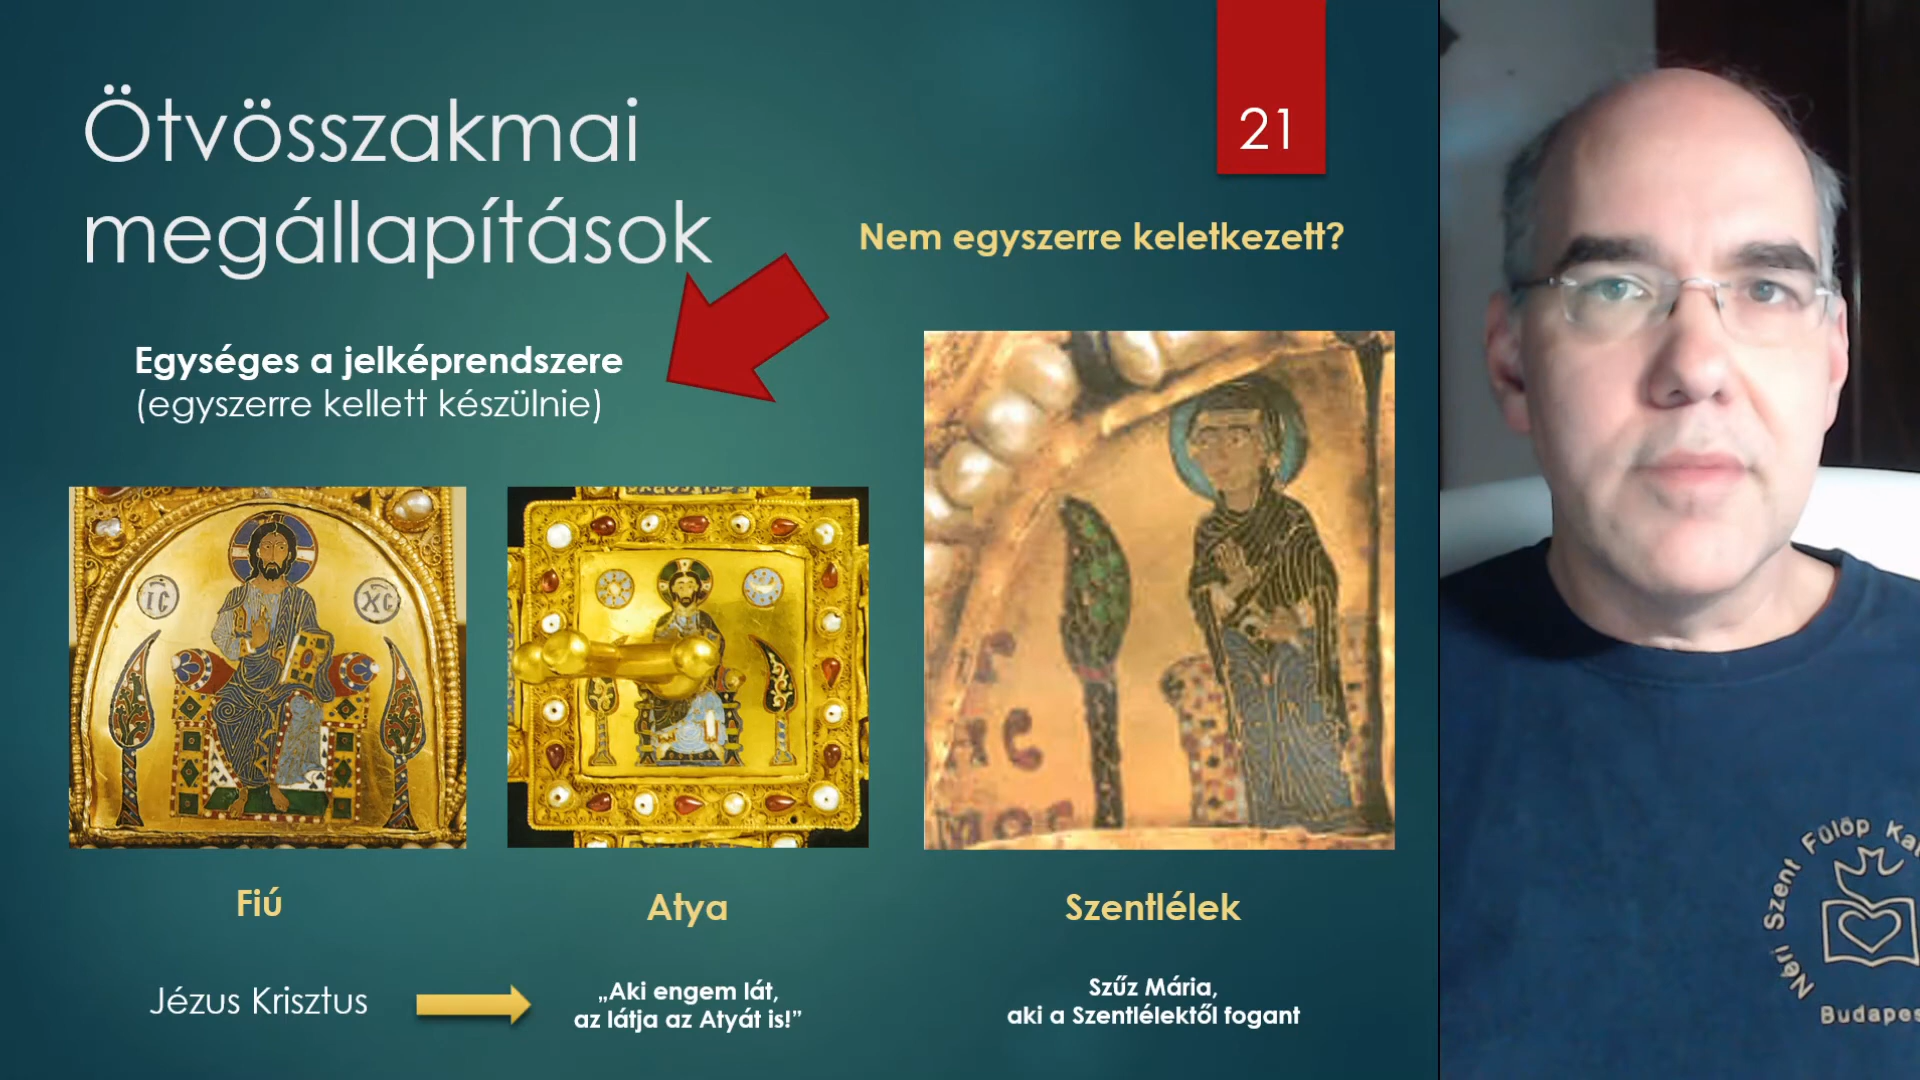 Ötvösszakmai
megállapítások
21
Nem egyszerre keletkezett?
Egységes a jelképrendszere
(egyszerre kellett készülnie)
IC
XC
Fiú
Atya
Szentlélek
Jézus Krisztus
„Aki engem lát,
az látja az Atyát is!”
Szűz Mária,
aki a Szentlélektől fogant
Néri Szent Fülöp